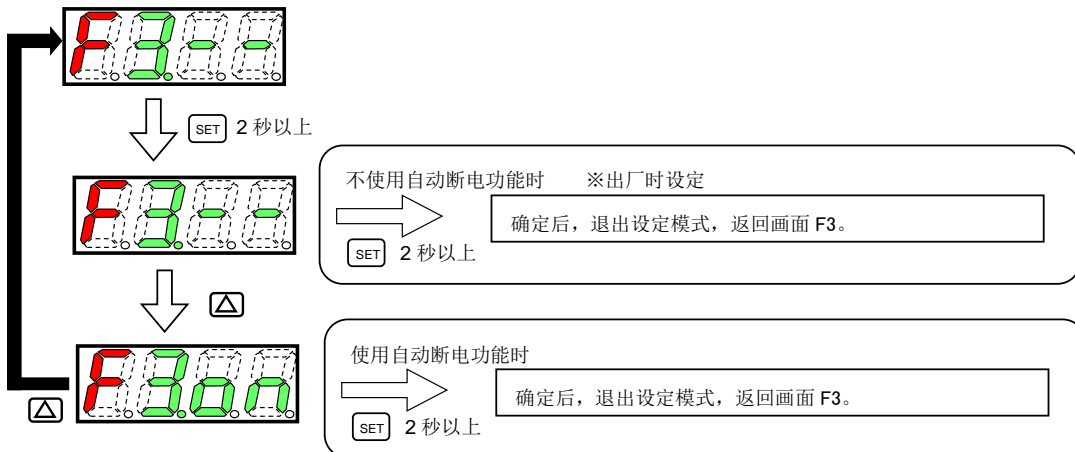 F3.--
SET 2 秒以上
不使用自动断电功能时 ※出厂时设定
F3.--
确定后，退出设定模式，返回画面 F3。
SET 2 秒以上
△
使用自动断电功能时
F3.on
确定后，退出设定模式，返回画面 F3。
△
SET 2 秒以上